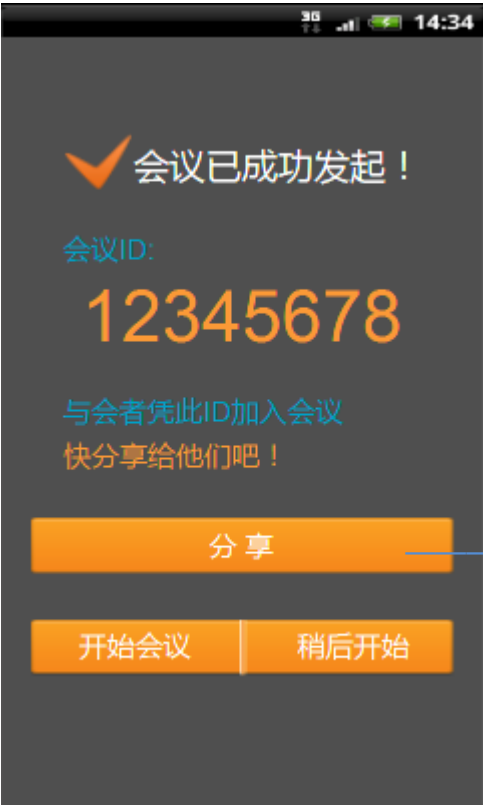 3G 14:34
会议已成功发起！
会议ID:
12345678
与会者凭此ID加入会议
快分享给他们吧！
分享
开始会议 稍后开始